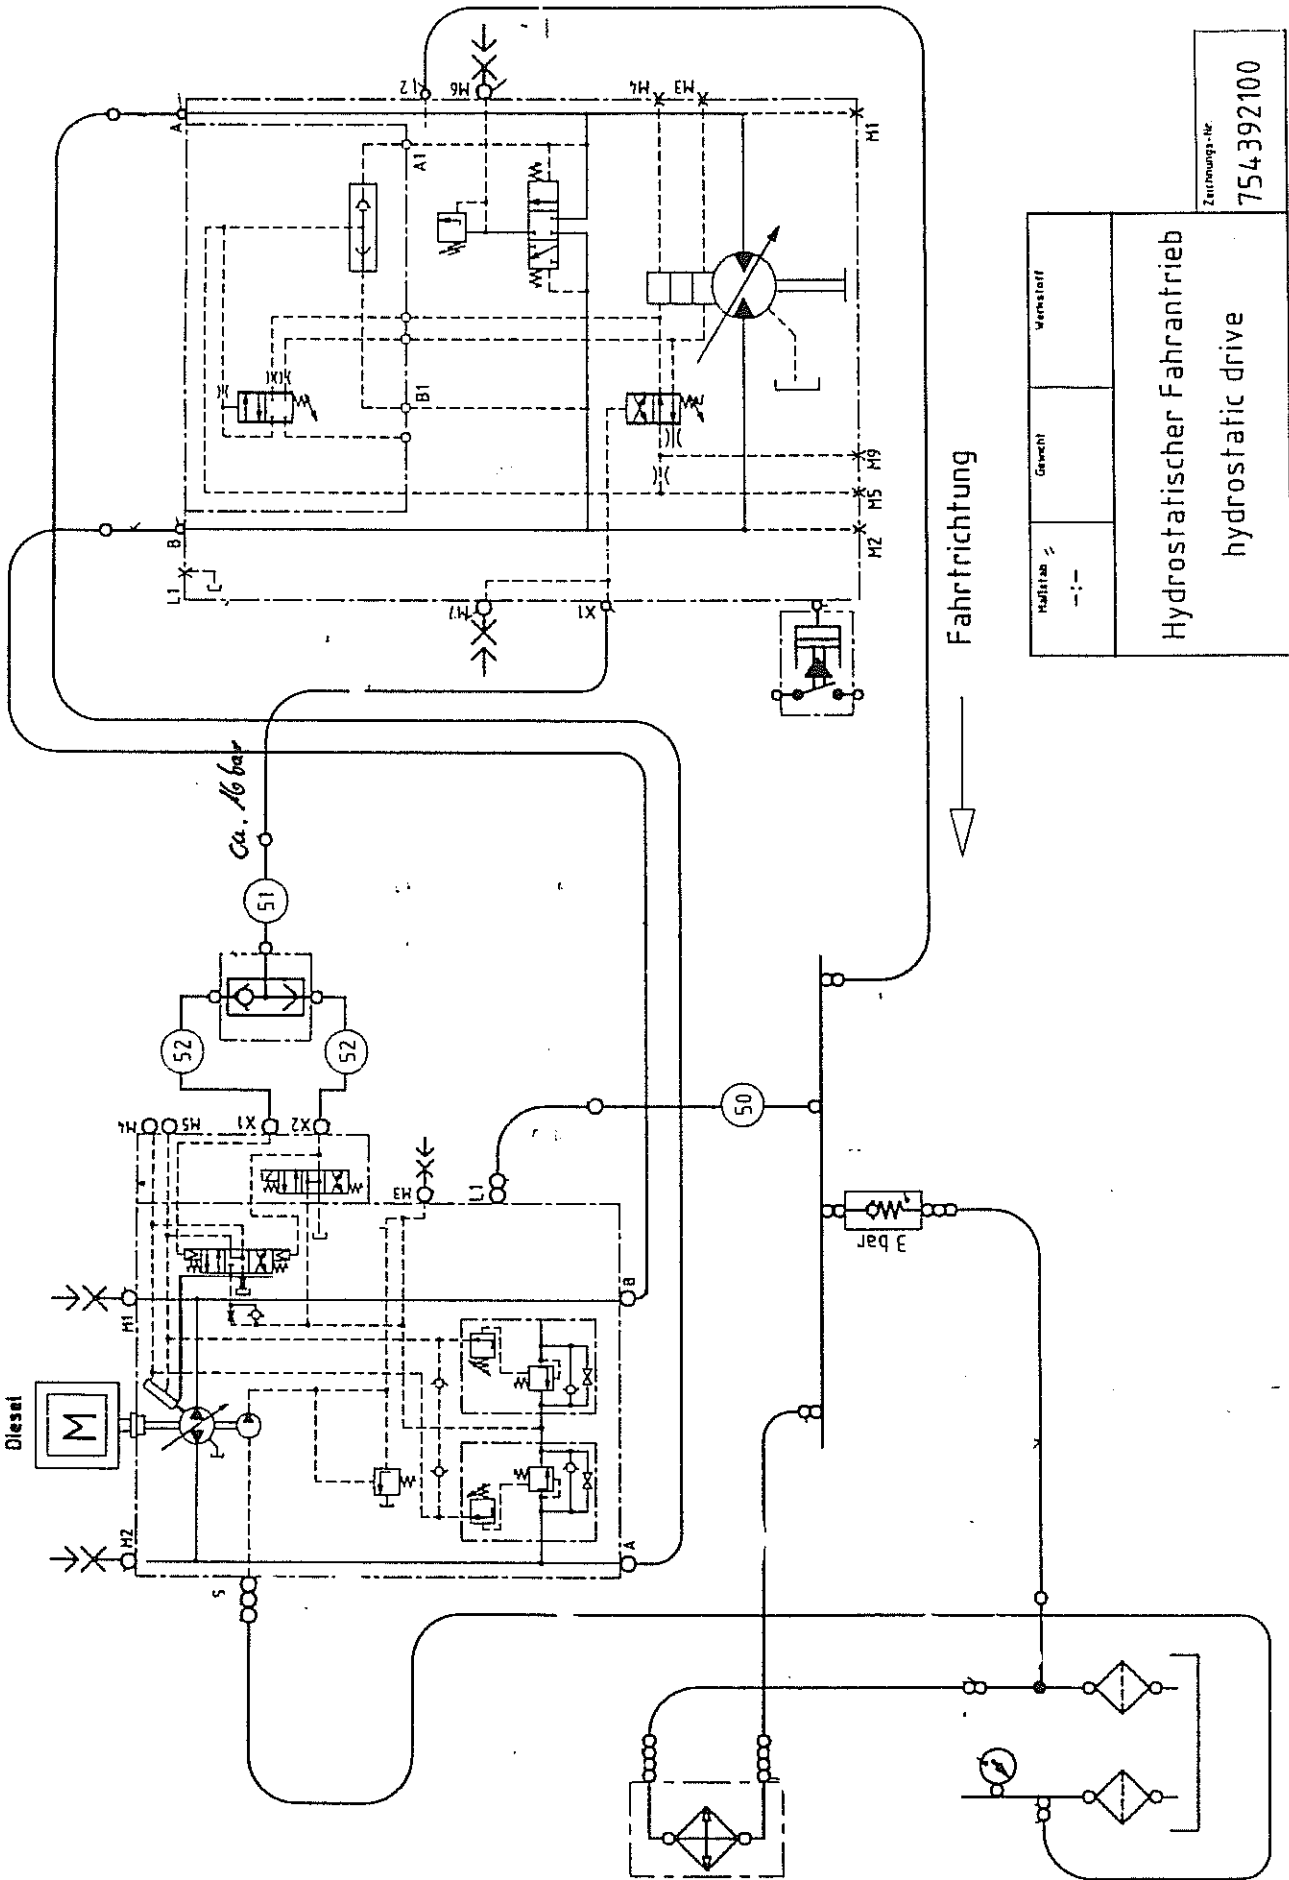 Diesel
M
M2
M1
S
A
B
M4
M5
X1
X2
M3
L1
52
52
51
ca. 16 bar
50
3 bar
L1
B
A
L2
M6
M4
M3
A1
B1
M7
X1
M2
M5
M9
M1
Fahrtrichtung
Maßstab
-:-
Gewicht
Werkstoff
Hydrostatischer Fahrantrieb
hydrostatic drive
Zeichnungs-Nr.
754392100